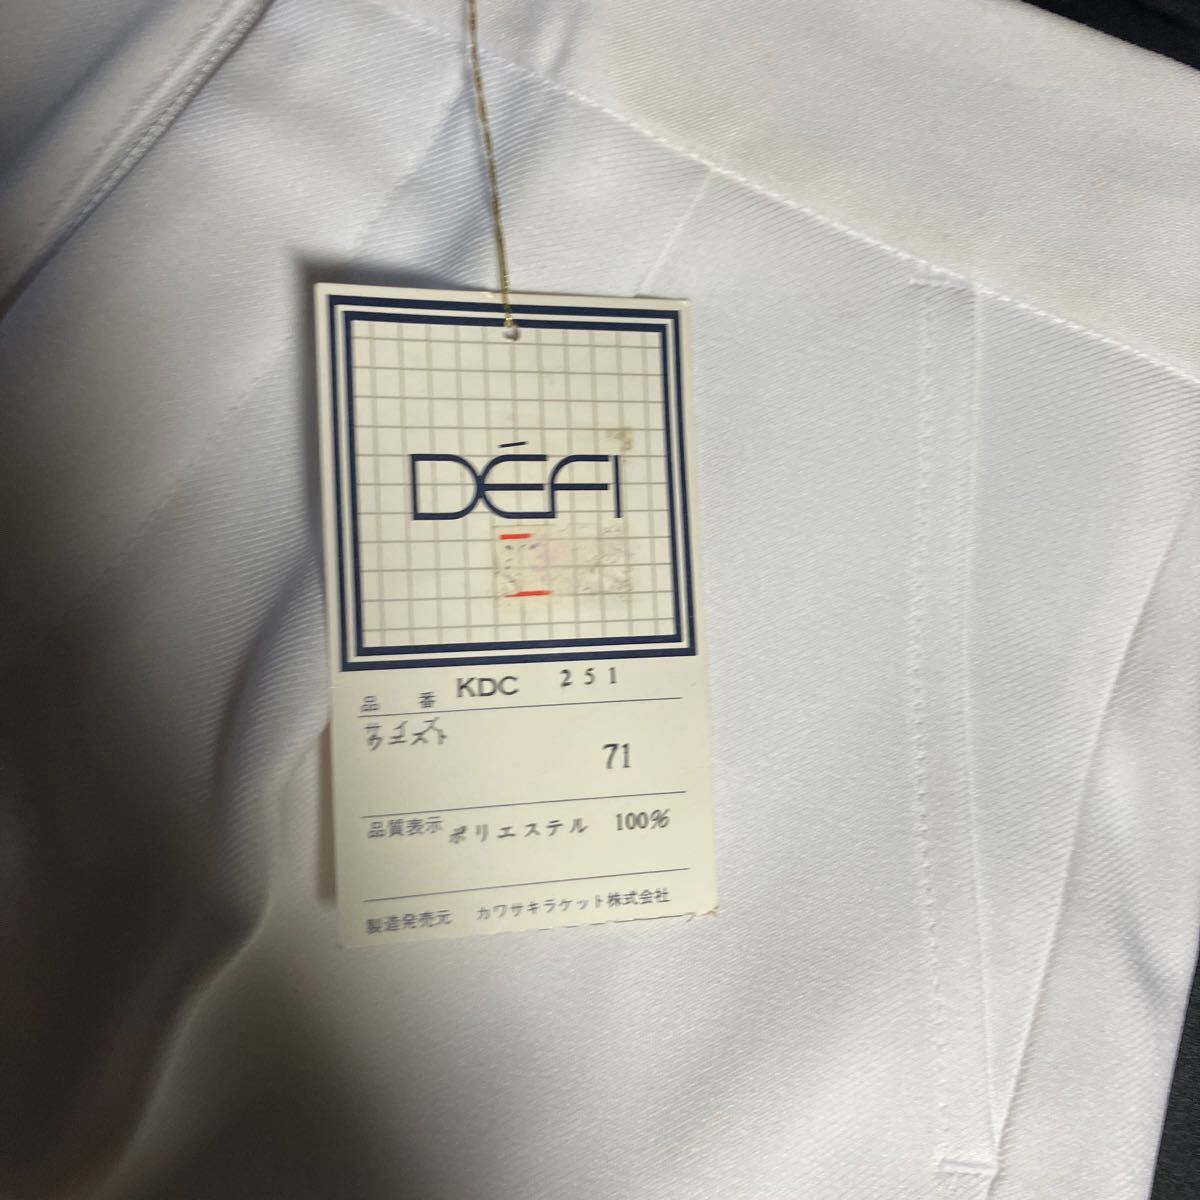 DÉFI
品番 KDC 251
サイズ
ウエスト
71
品質表示 ポリエステル 100%
製造発売元 カワサキラケット株式会社